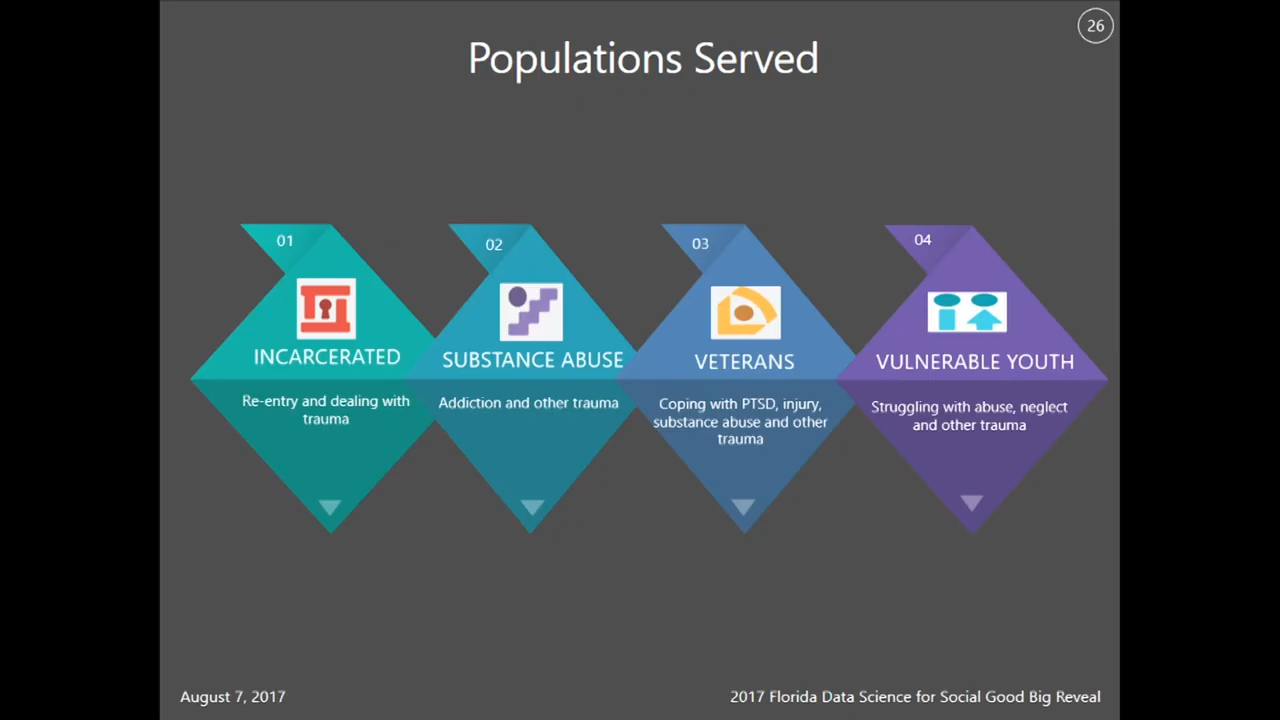 26
Populations Served
01
INCARCERATED
Re-entry and dealing with
trauma
02
SUBSTANCE ABUSE
Addiction and other trauma
03
VETERANS
Coping with PTSD, injury,
substance abuse and other
trauma
04
VULNERABLE YOUTH
Struggling with abuse, neglect
and other trauma
August 7, 2017
2017 Florida Data Science for Social Good Big Reveal